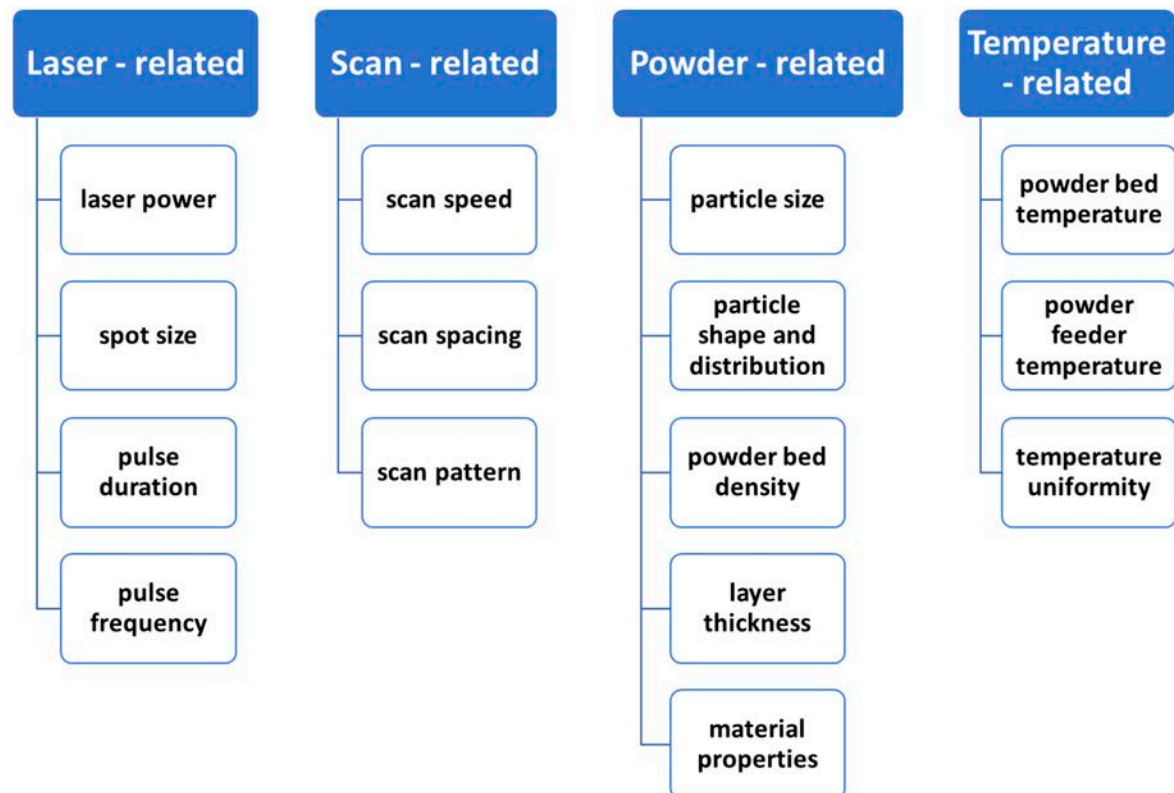 Laser - related
laser power
spot size
pulse
duration
pulse
frequency
Scan - related
scan speed
scan spacing
scan pattern
Powder - related
particle size
particle
shape and
distribution
powder bed
density
layer
thickness
material
properties
Temperature
- related
powder bed
temperature
powder
feeder
temperature
temperature
uniformity